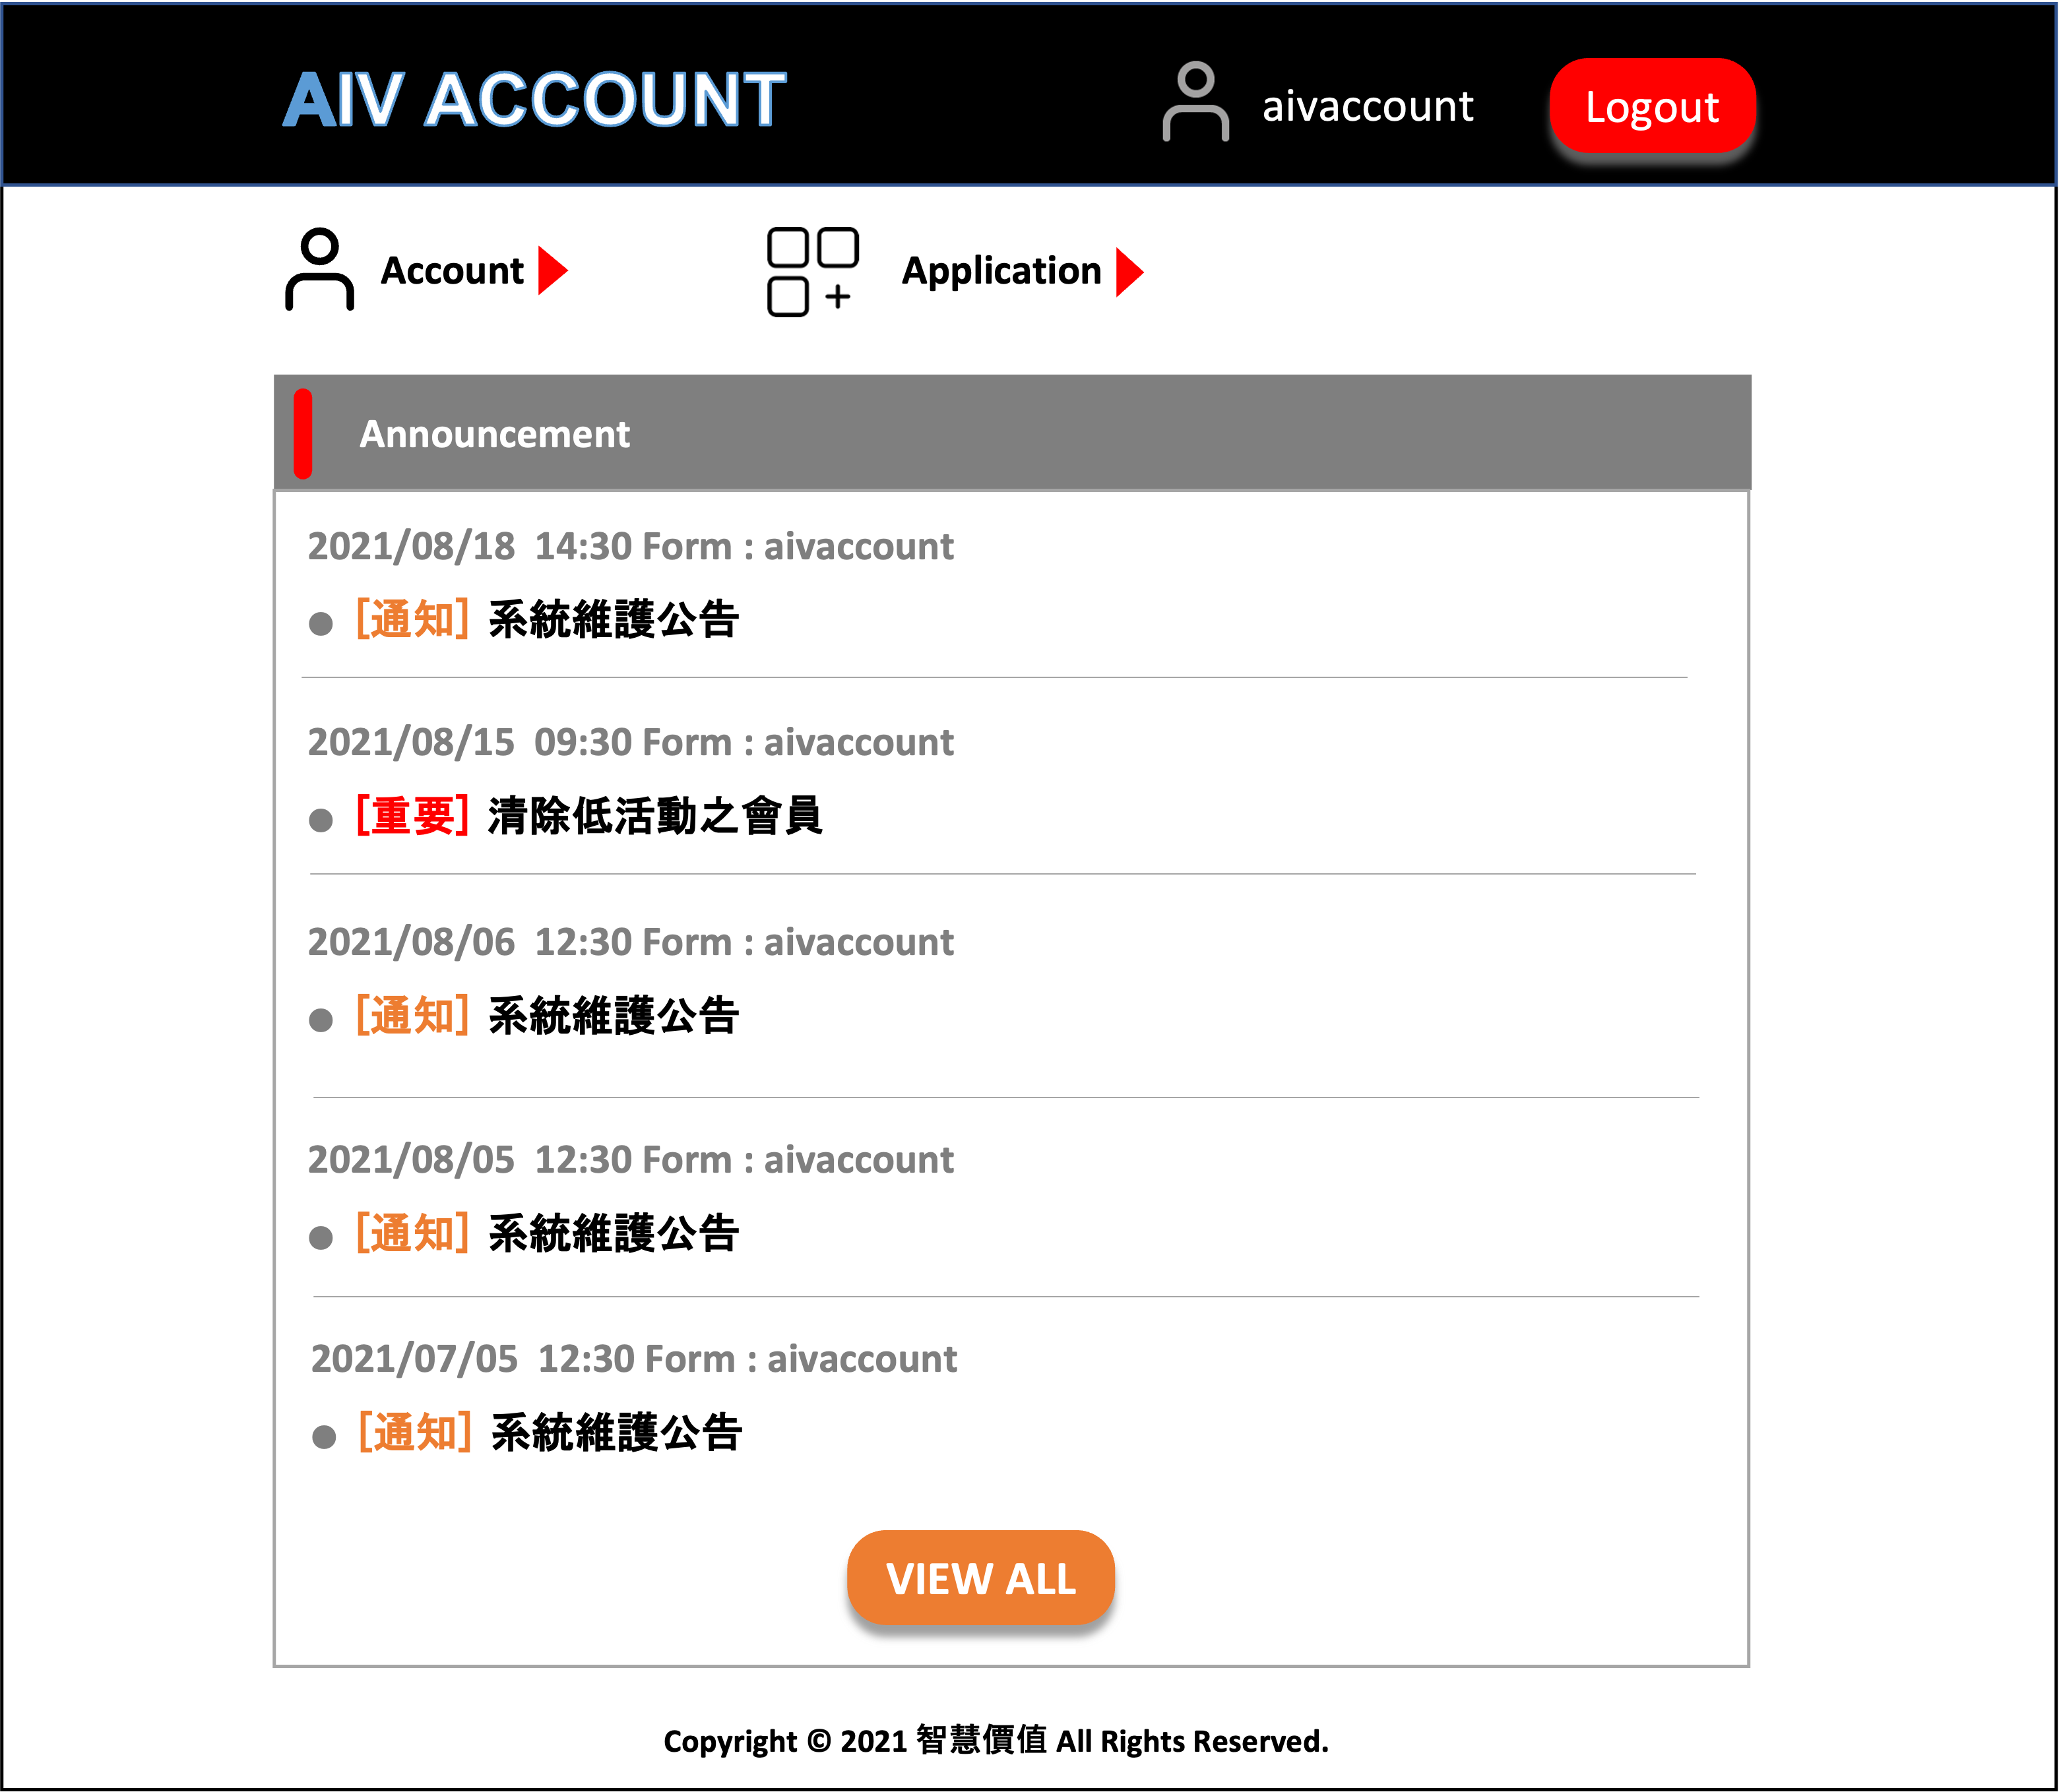 AIV ACCOUNT
aivaccount
Logout
Account
Application
Announcement
2021/08/18  14:30 Form : aivaccount
[通知] 系統維護公告
2021/08/15  09:30 Form : aivaccount
[重要] 清除低活動之會員
2021/08/06  12:30 Form : aivaccount
[通知] 系統維護公告
2021/08/05  12:30 Form : aivaccount
[通知] 系統維護公告
2021/07/05  12:30 Form : aivaccount
[通知] 系統維護公告
VIEW ALL
Copyright © 2021 智慧價值 All Rights Reserved.